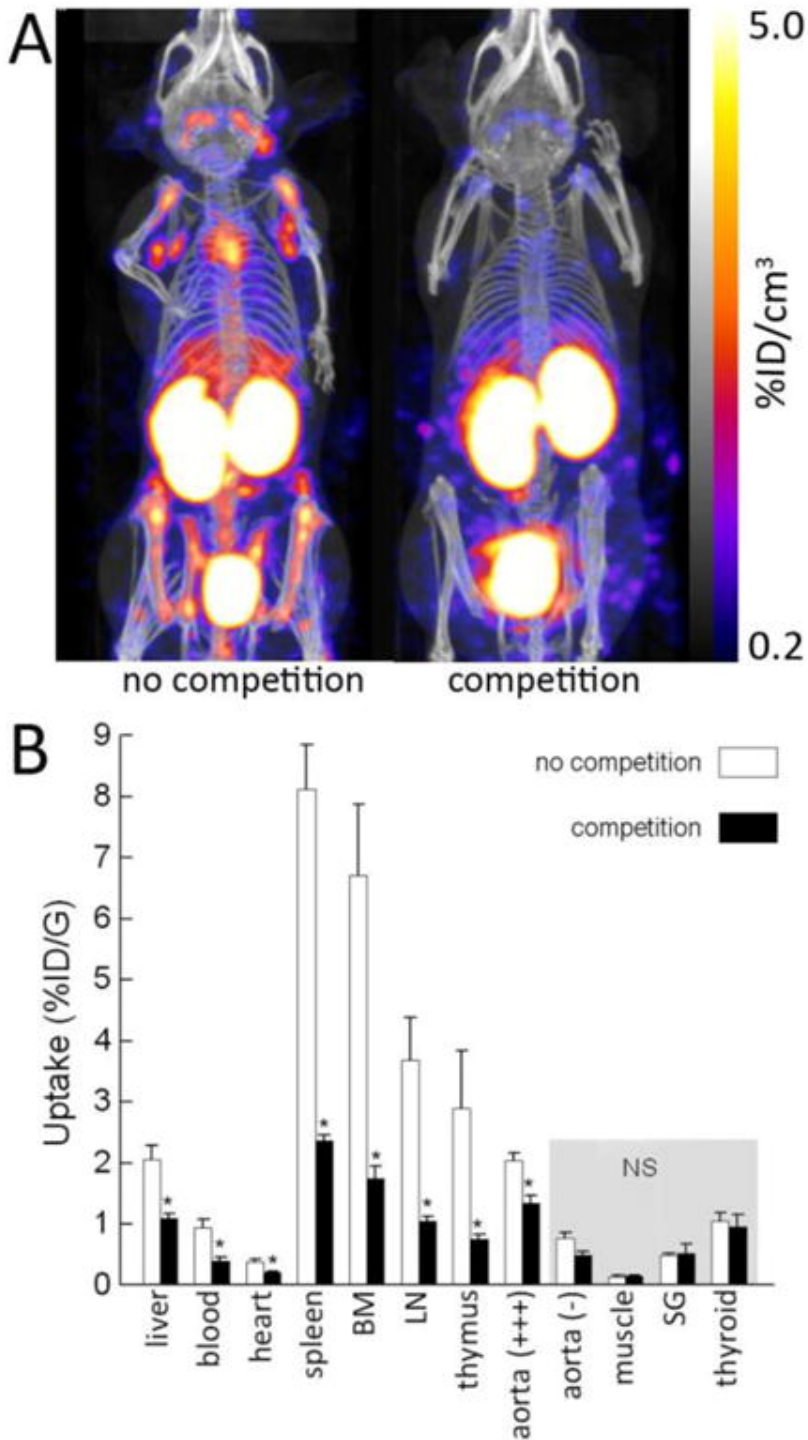 A
5.0
%ID/cm³
0.2
no competition
competition
B
no competition
competition
Uptake (%ID/G)
9
8
7
6
5
4
3
2
1
0
*
*
*
*
*
*
*
*
NS
liver
blood
heart
spleen
BM
LN
thymus
aorta (+++)
aorta (-)
muscle
SG
thyroid